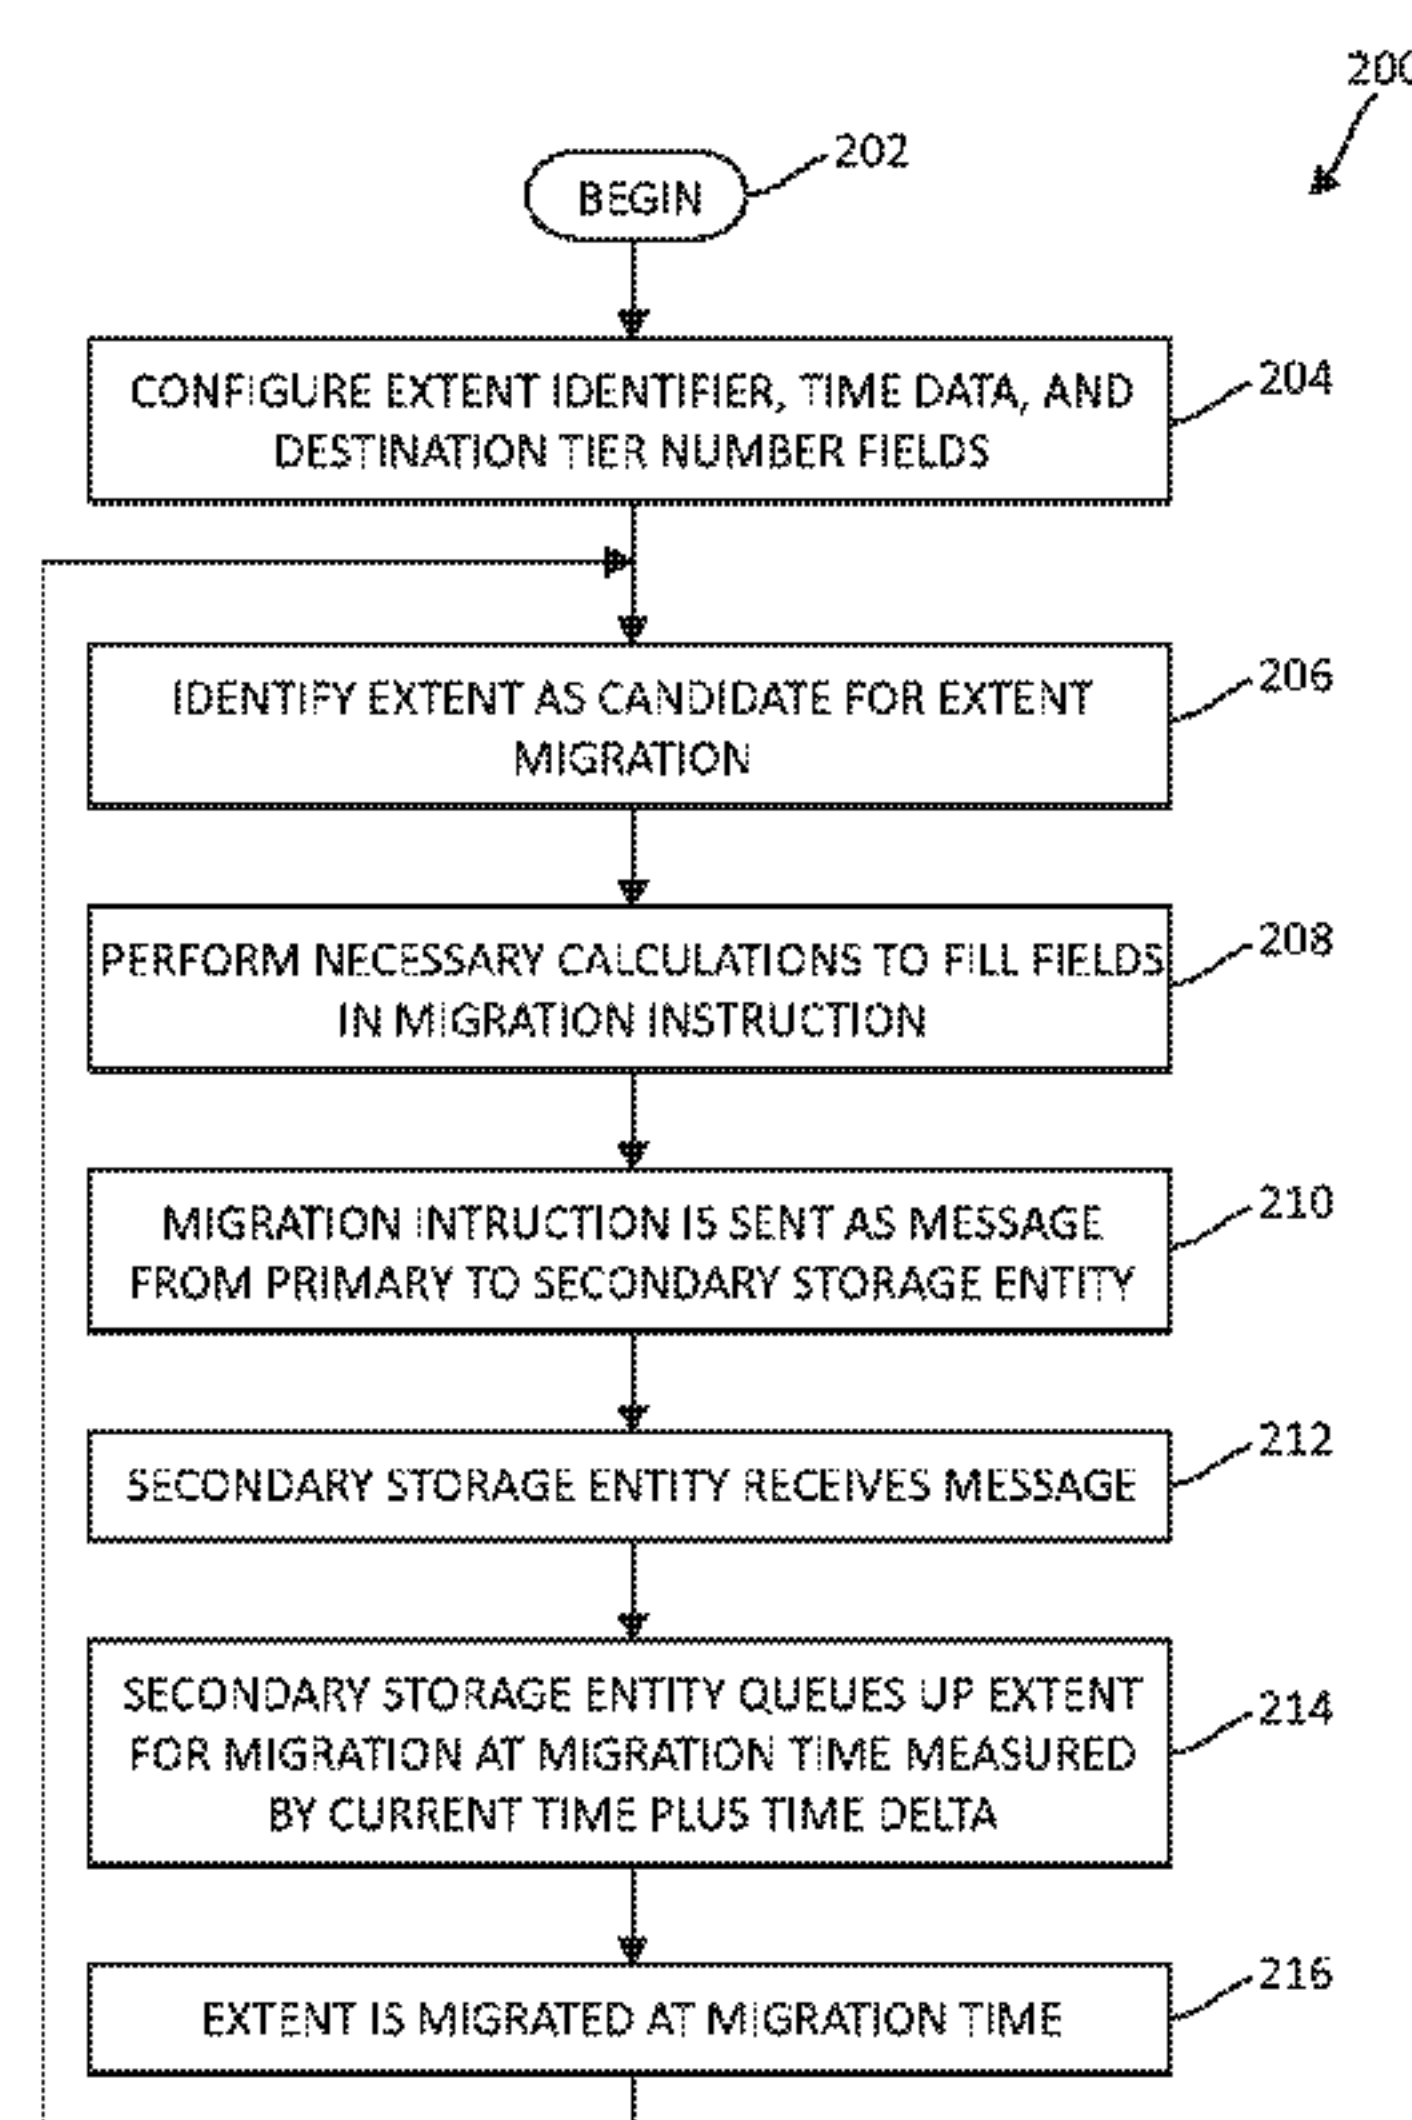 200
202
BEGIN
204
CONFIGURE EXTENT IDENTIFIER, TIME DATA, AND
DESTINATION TIER NUMBER FIELDS
206
IDENTIFY EXTENT AS CANDIDATE FOR EXTENT
MIGRATION
208
PERFORM NECESSARY CALCULATIONS TO FILL FIELDS
IN MIGRATION INSTRUCTION
210
MIGRATION INTRUCTION IS SENT AS MESSAGE
FROM PRIMARY TO SECONDARY STORAGE ENTITY
212
SECONDARY STORAGE ENTITY RECEIVES MESSAGE
214
SECONDARY STORAGE ENTITY QUEUES UP EXTENT
FOR MIGRATION AT MIGRATION TIME MEASURED
BY CURRENT TIME PLUS TIME DELTA
216
EXTENT IS MIGRATED AT MIGRATION TIME